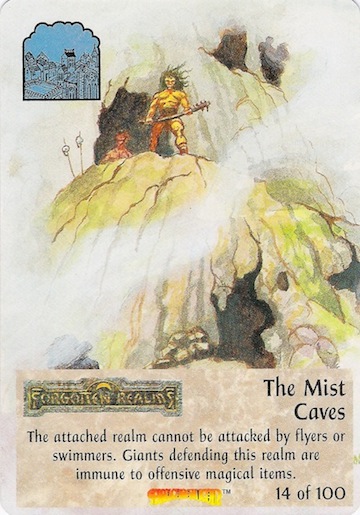 FORGOTTEN REALMS
The Mist
Caves
The attached realm cannot be attacked by flyers or
swimmers. Giants defending this realm are
immune to offensive magical items.
™
14 of 100